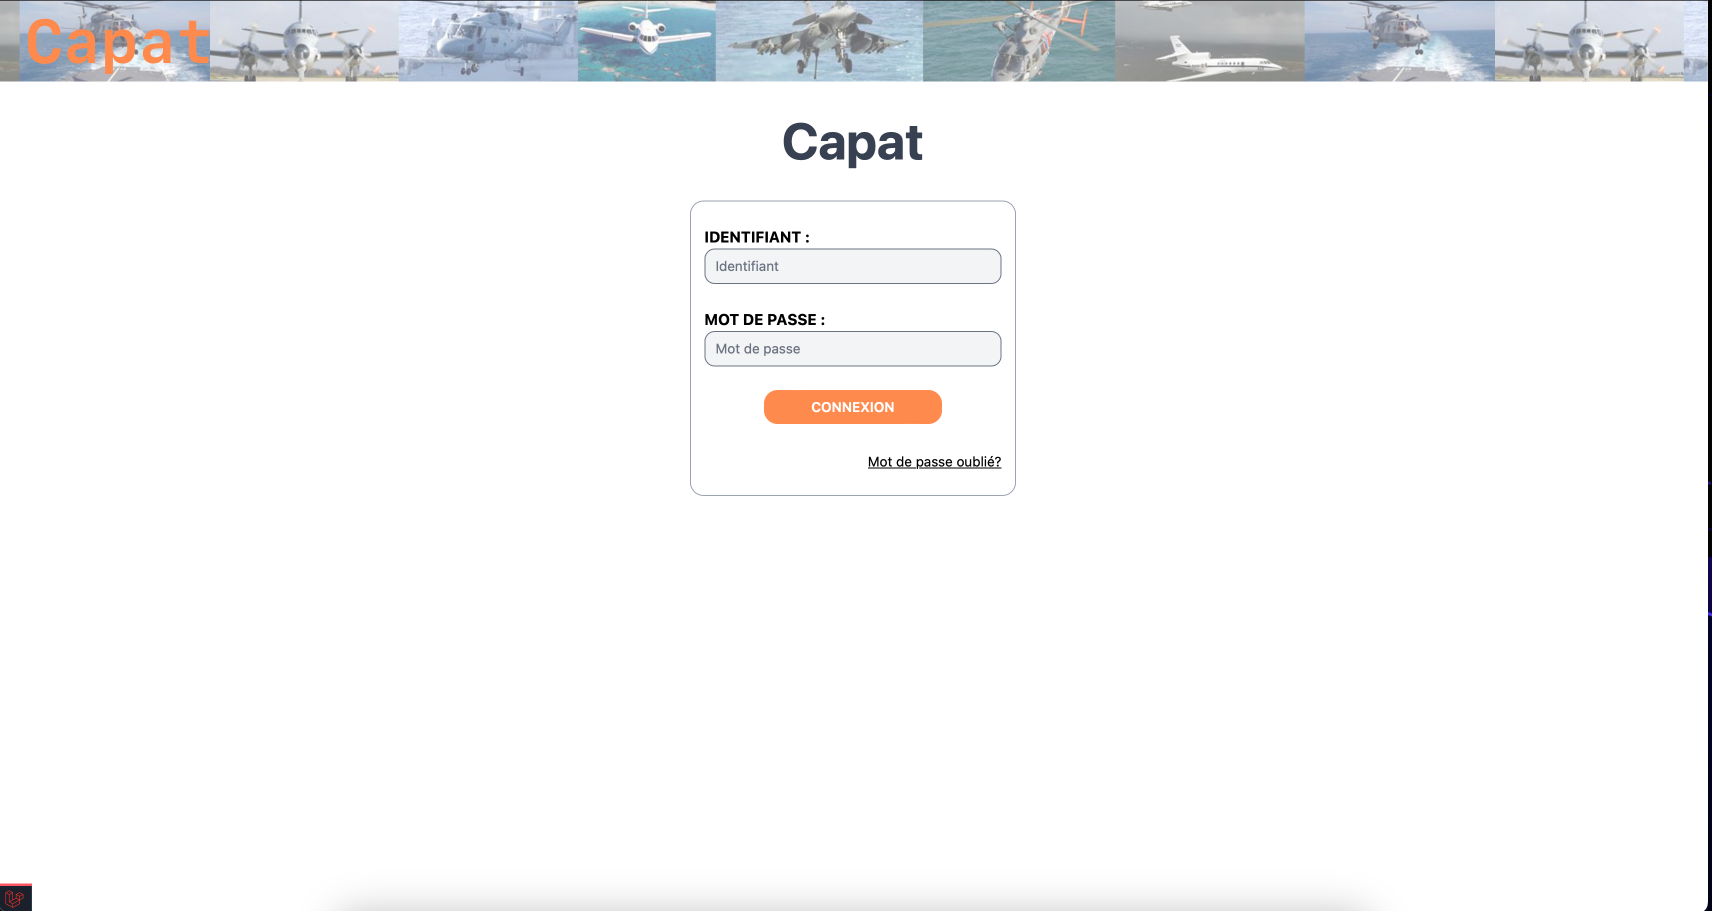 Capat
Capat
IDENTIFIANT :
Identifiant
MOT DE PASSE :
Mot de passe
CONNEXION
Mot de passe oublié?